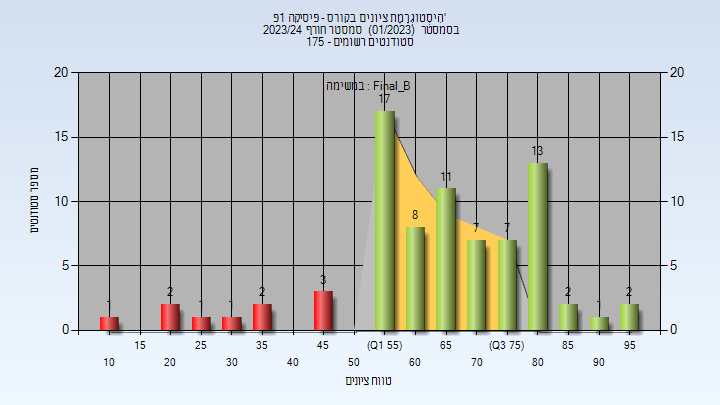 היסטוגרמת ציונים בקורס - פיסיקה 1פ'
בסמסטר (01/2023) סמסטר חורף 2023/24
סטודנטים רשומים - 175
במשימה : Final_B
20 20
15 15
10 10
5 5
0 0
מספר סטודנטים
1 2 1 1 2 3 17 8 11 7 7 13 2 1 2
15 25 35 45 (Q1 55) 65 (Q3 75) 85 95
10 20 30 40 50 60 70 80 90
טווח ציונים